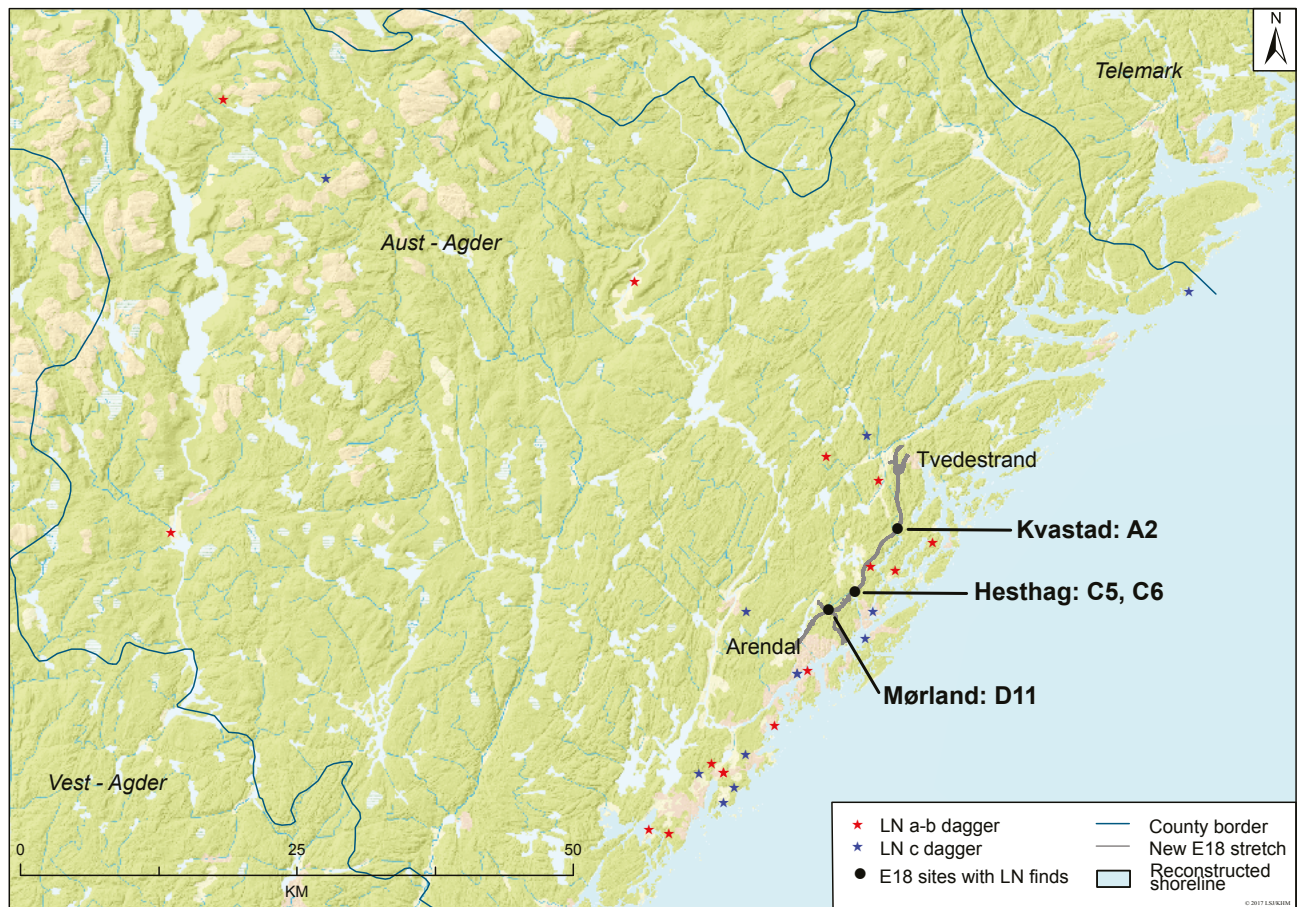 N
Telemark
Aust - Agder
Tvedestrand
Kvastad: A2
Hesthag: C5, C6
Arendal
Mørland: D11
Vest - Agder
0 25 50
KM
LN a-b dagger
LN c dagger
E18 sites with LN finds
County border
New E18 stretch
Reconstructed
shoreline
© 2017 LSJ/KHM